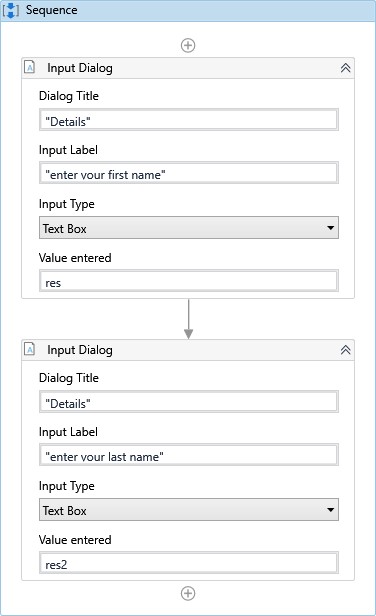 Sequence
Input Dialog
Dialog Title
"Details"
Input Label
"enter your first name"
Input Type
Text Box
Value entered
res
Input Dialog
Dialog Title
"Details"
Input Label
"enter your last name"
Input Type
Text Box
Value entered
res2